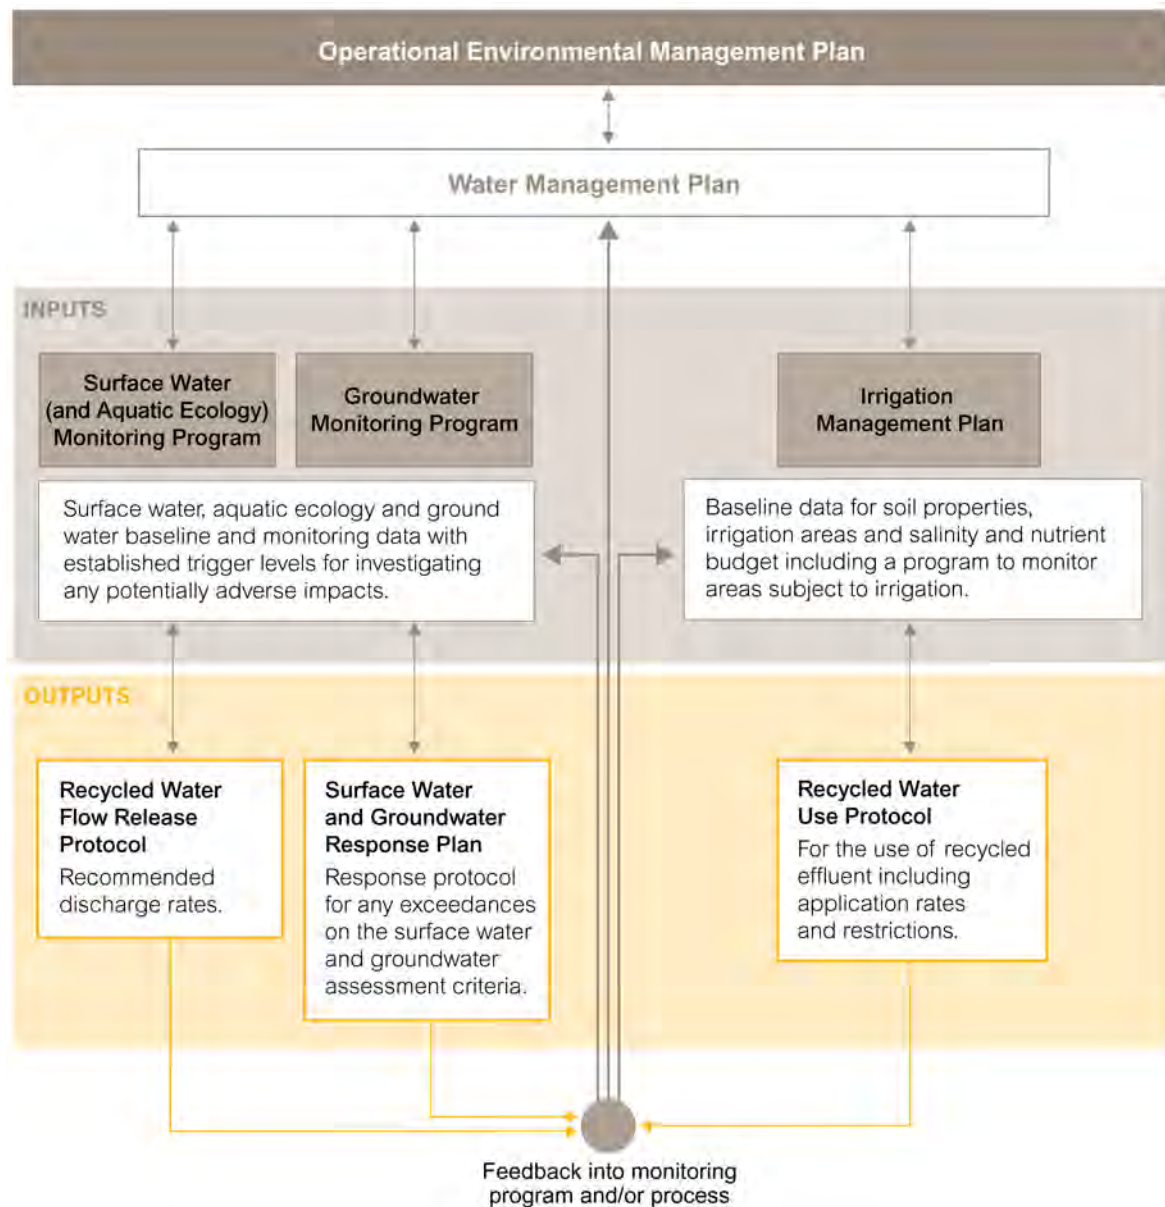 Operational Environmental Management Plan
Water Management Plan
INPUTS
Surface Water
(and Aquatic Ecology)
Monitoring Program
Groundwater
Monitoring Program
Irrigation
Management Plan
Surface water, aquatic ecology and ground
water baseline and monitoring data with
established trigger levels for investigating
any potentially adverse impacts.
Baseline data for soil properties,
irrigation areas and salinity and nutrient
budget including a program to monitor
areas subject to irrigation.
OUTPUTS
Recycled Water
Flow Release
Protocol
Recommended
discharge rates.
Surface Water
and Groundwater
Response Plan
Response protocol
for any exceedances
on the surface water
and groundwater
assessment criteria.
Recycled Water
Use Protocol
For the use of recycled
effluent including
application rates
and restrictions.
Feedback into monitoring
program and/or process